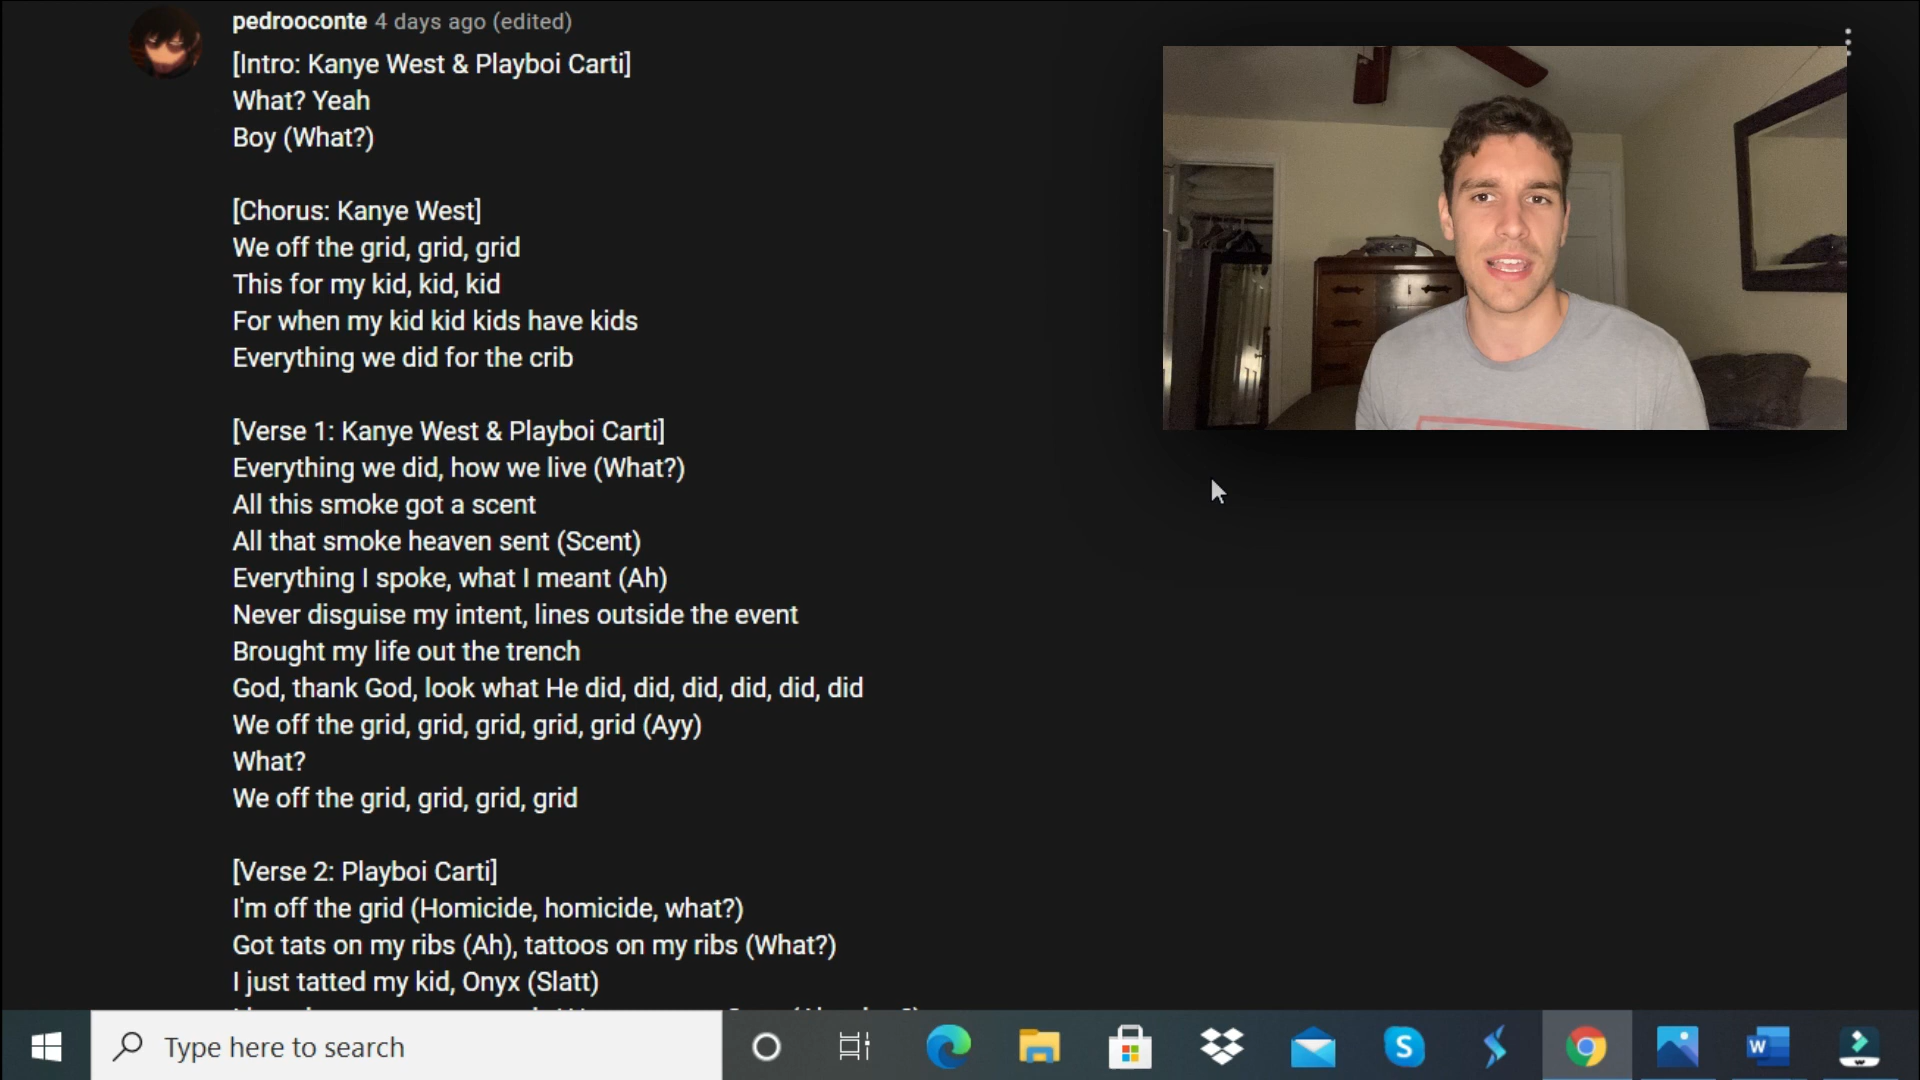 pedrooconte 4 days ago (edited)
[Intro: Kanye West & Playboi Carti]
What? Yeah
Boy (What?)
[Chorus: Kanye West]
We off the grid, grid, grid
This for my kid, kid, kid
For when my kid kid kids have kids
Everything we did for the crib
[Verse 1: Kanye West & Playboi Carti]
Everything we did, how we live (What?)
All this smoke got a scent
All that smoke heaven sent (Scent)
Everything I spoke, what I meant (Ah)
Never disguise my intent, lines outside the event
Brought my life out the trench
God, thank God, look what He did, did, did, did, did, did
We off the grid, grid, grid, grid, grid (Ayy)
What?
We off the grid, grid, grid, grid
[Verse 2: Playboi Carti]
I'm off the grid (Homicide, homicide, what?)
Got tats on my ribs (Ah), tattoos on my ribs (What?)
I just tatted my kid, Onyx (Slatt)
Type here to search
S
W